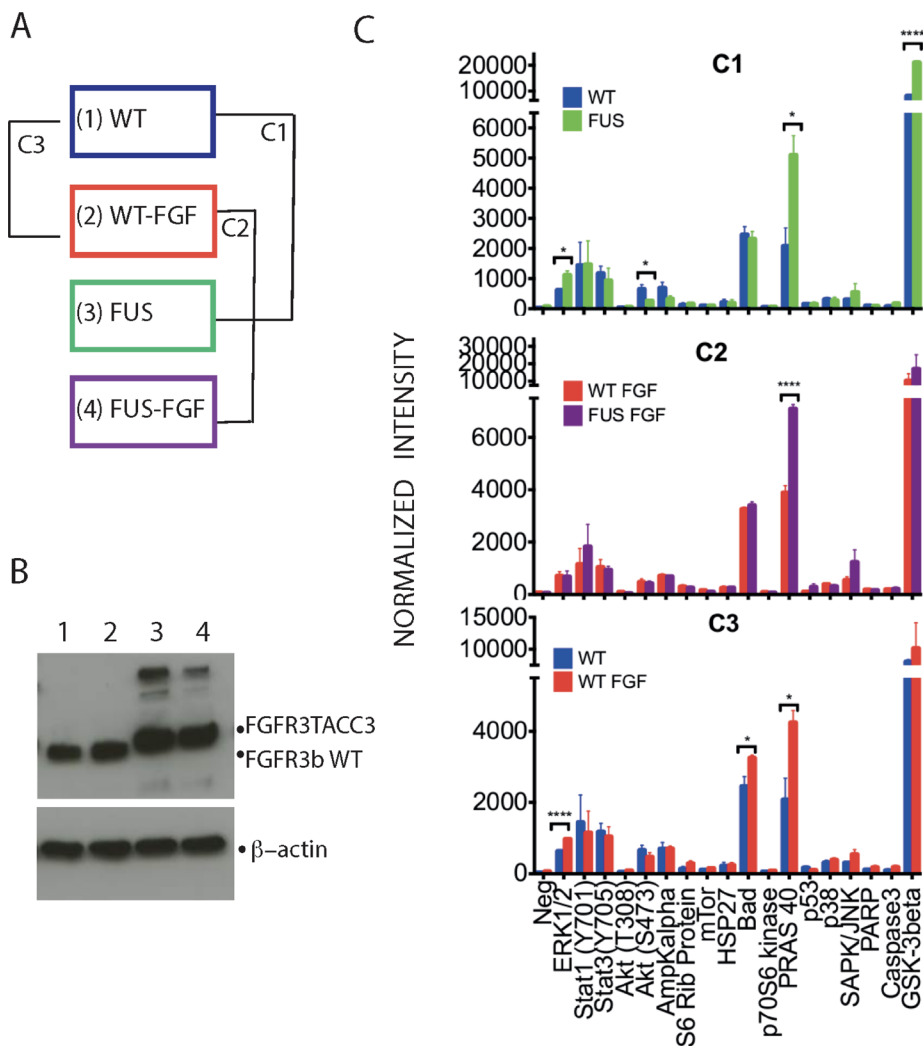 A
(1) WT
C3
C1
(2) WT-FGF
C2
(3) FUS
(4) FUS-FGF
B
1 2 3 4
•FGFR3TACC3
•FGFR3b WT
•β-actin
C
NORMALIZED INTENSITY
C1
WT
FUS
20000
15000
10000
6000
5000
4000
3000
2000
1000
0
*
*
*
****
C2
WT FGF
FUS FGF
30000
20000
10000
6000
4000
2000
0
****
C3
WT
WT FGF
15000
10000
4000
2000
0
****
*
*
Neg
ERK1/2
Stat1 (Y701)
Stat3(Y705)
Akt (T308)
Akt (S473)
AmpKalpha
S6 Rib Protein
mTor
HSP27
Bad
p70S6 kinase
PRAS 40
p53
p38
SAPK/JNK
PARP
Caspase3
GSK-3beta